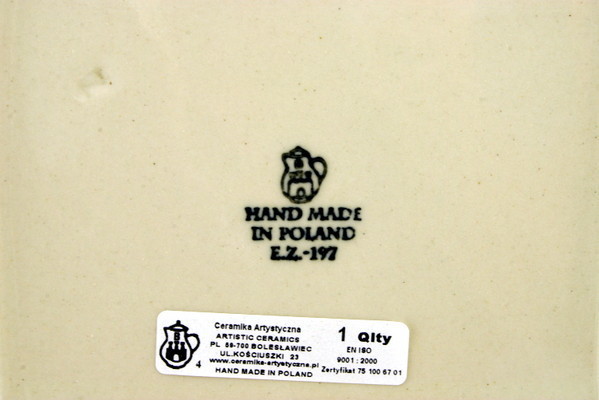 B
HAND MADE
IN POLAND
E.Z.-197
B
4
Ceramika Artystyczna
ARTISTIC CERAMICS
PL 59-700 BOLESŁAWIEC
UL.KOŚCIUSZKI 23
www.ceramika-artystyczna.pl
HAND MADE IN POLAND
1 Qlty
EN ISO
9001 : 2000
Zertyfikat 75 100 67 01